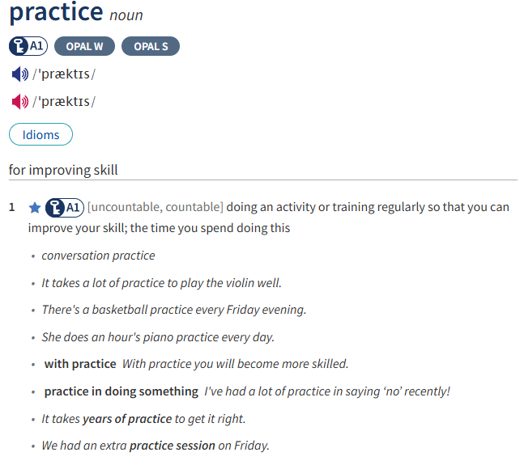 practice noun
A1 OPAL W OPAL S
/ˈpræktɪs/
/ˈpræktɪs/
Idioms
for improving skill
1 ★ A1 [uncountable, countable] doing an activity or training regularly so that you can
improve your skill; the time you spend doing this
• conversation practice
• It takes a lot of practice to play the violin well.
• There's a basketball practice every Friday evening.
• She does an hour's piano practice every day.
• with practice With practice you will become more skilled.
• practice in doing something I've had a lot of practice in saying ‘no’ recently!
• It takes years of practice to get it right.
• We had an extra practice session on Friday.